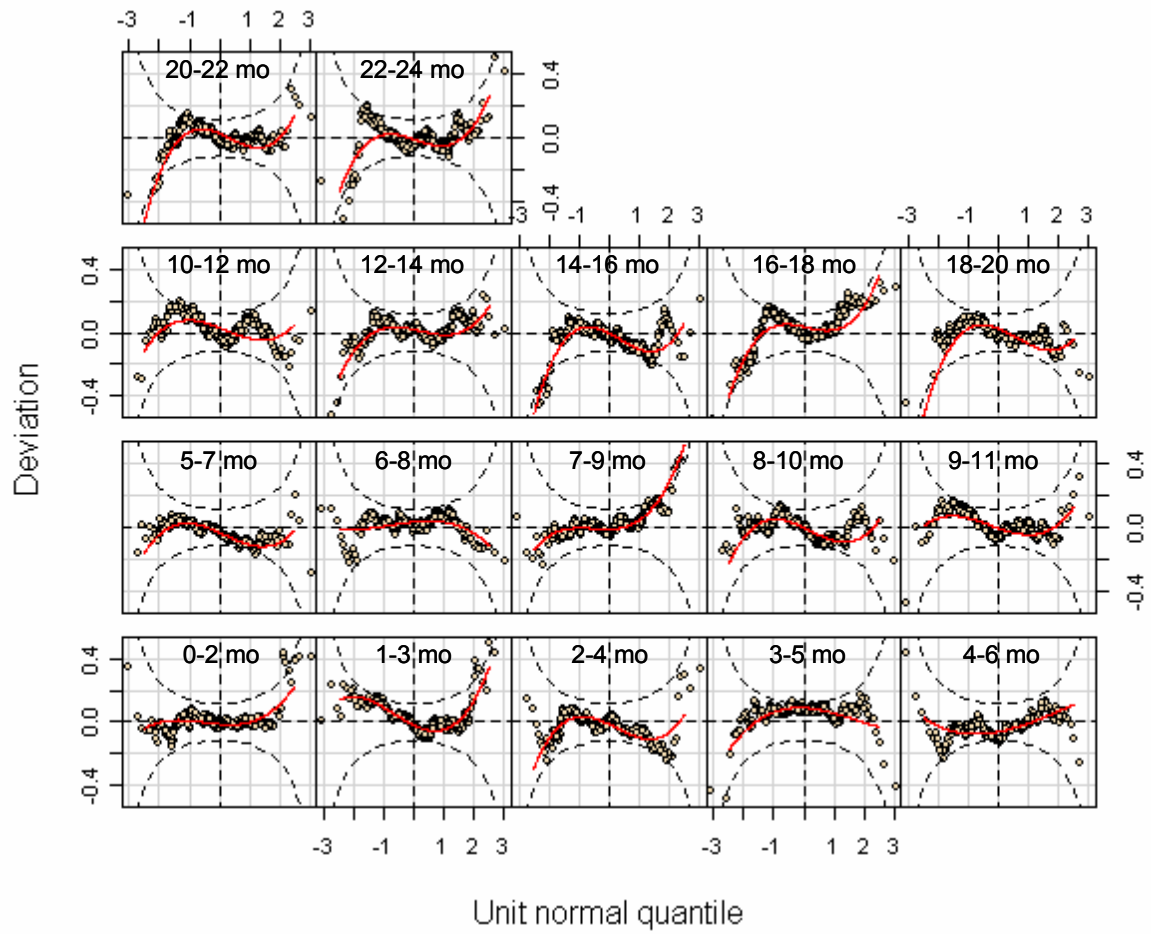 -3 -1 1 2 3
20-22 mo 22-24 mo
0.4
0.0
-0.4
-3 -1 1 2 3 -3 -1 1 2 3
10-12 mo 12-14 mo 14-16 mo 16-18 mo 18-20 mo
0.4
0.0
-0.4
Deviation
5-7 mo 6-8 mo 7-9 mo 8-10 mo 9-11 mo
0.4
0.0
-0.4
0-2 mo 1-3 mo 2-4 mo 3-5 mo 4-6 mo
0.4
0.0
-0.4
-3 -1 1 2 3 -3 -1 1 2 3
Unit normal quantile